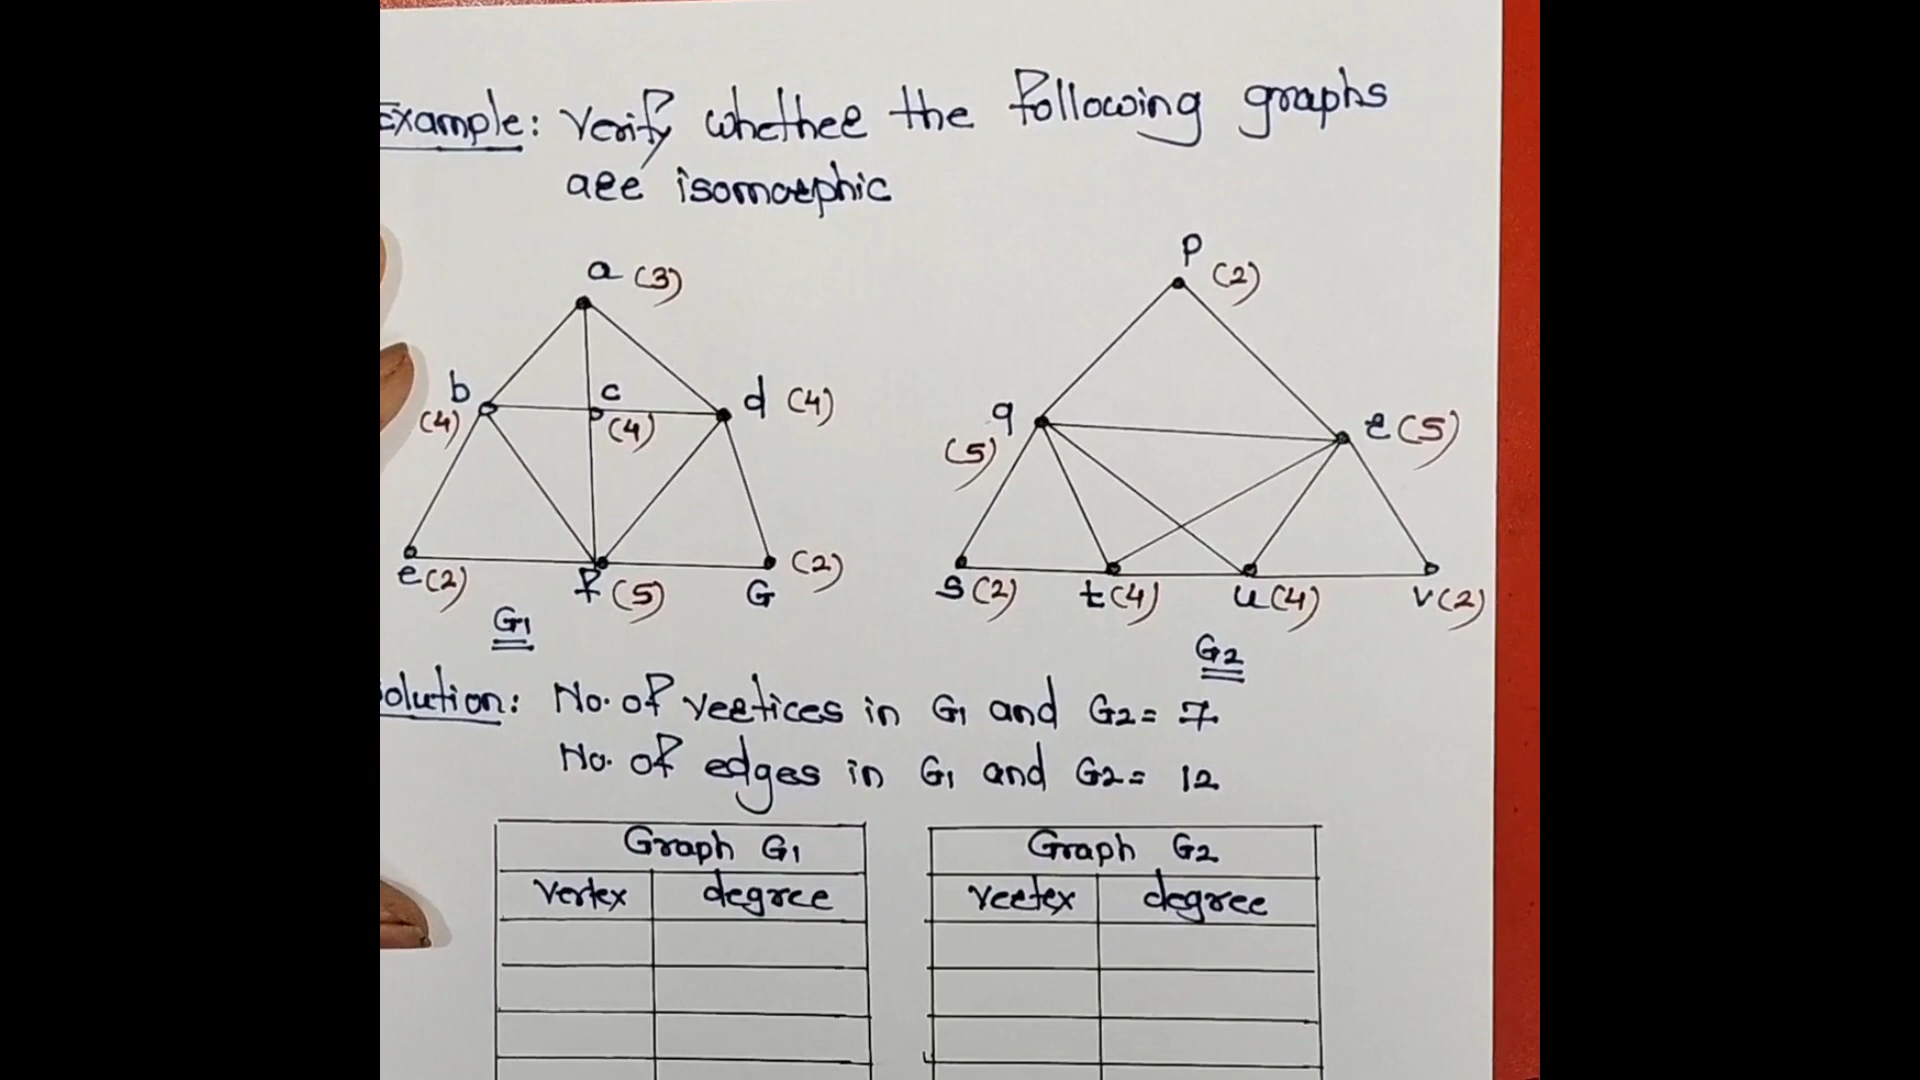 Example: Verify whether the following graphs
are isomorphic
a (3)
b
(4)
c
(4)
d (4)
e (2)
f (5)
G
(2)
G1
p
(2)
q
(5)
r (5)
s (2)
t (4)
u (4)
v (2)
G2
Solution: No. of vertices in G1 and G2 = 7.
No. of edges in G1 and G2 = 12
Graph G1
vertex degree
Graph G2
vertex degree